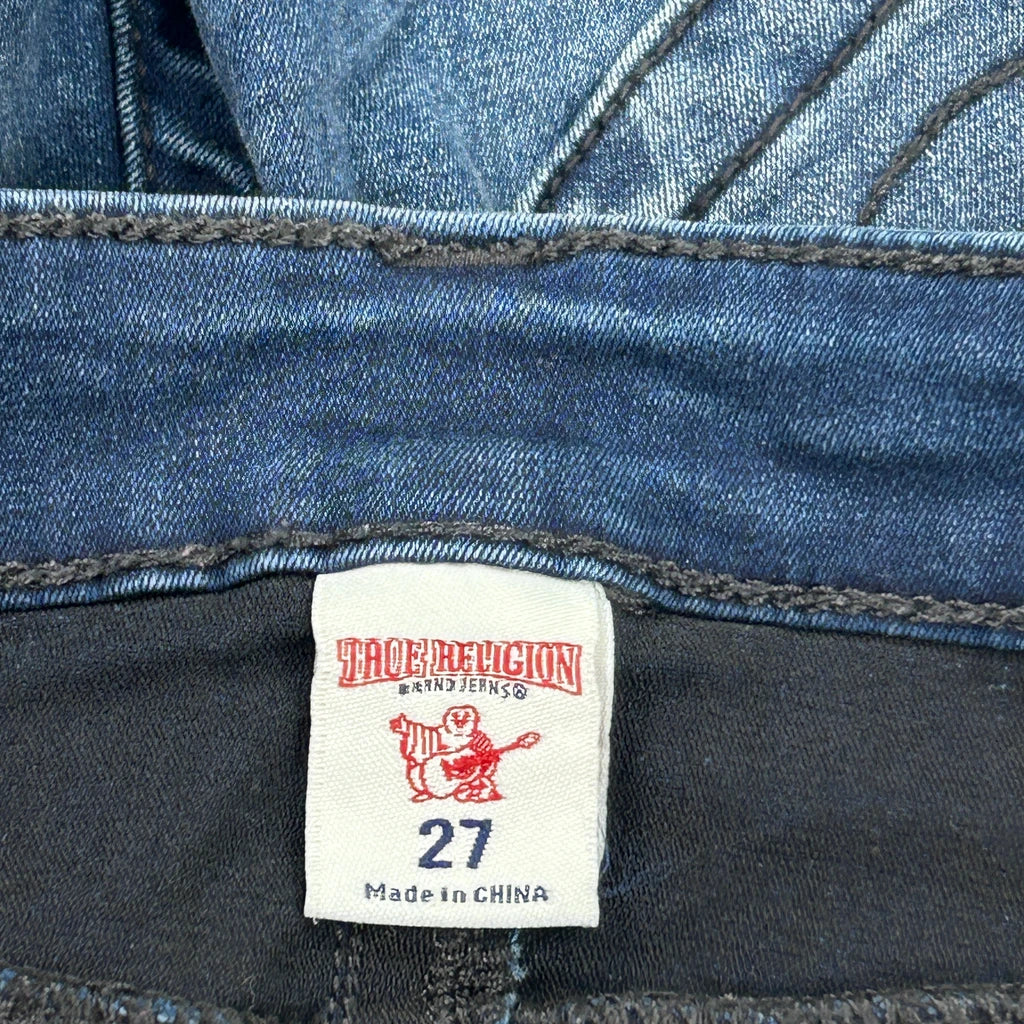 TRUE RELIGION
BRAND JEANS®
27
Made in CHINA